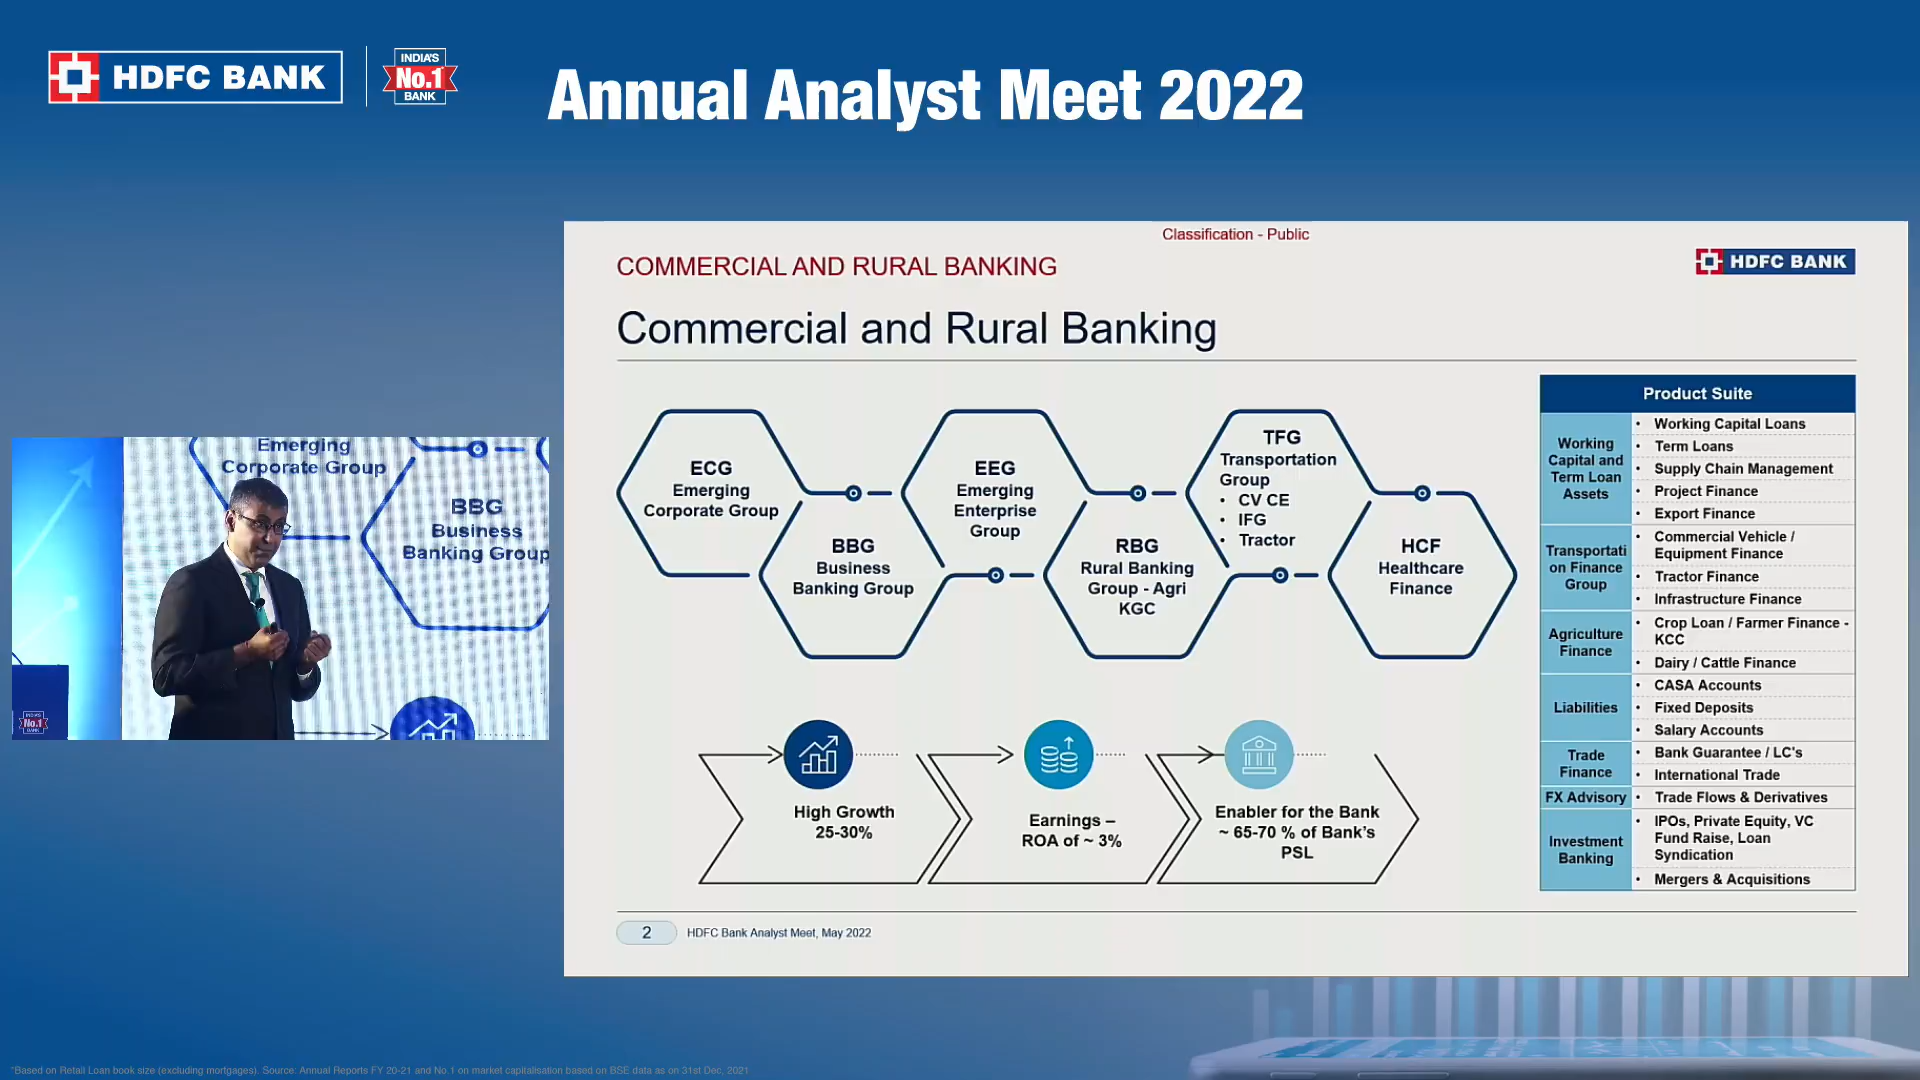 HDFC BANK
INDIA'S
No.1
BANK
Annual Analyst Meet 2022
Classification - Public
COMMERCIAL AND RURAL BANKING
HDFC BANK
Commercial and Rural Banking
ECG
Emerging
Corporate Group
BBG
Business
Banking Group
EEG
Emerging
Enterprise
Group
RBG
Rural Banking
Group - Agri
KGC
TFG
Transportation
Group
• CV CE
• IFG
• Tractor
HCF
Healthcare
Finance
High Growth
25-30%
Earnings –
ROA of ~ 3%
Enabler for the Bank
~ 65-70 % of Bank's
PSL
Product Suite
Working
Capital and
Term Loan
Assets
• Working Capital Loans
• Term Loans
• Supply Chain Management
• Project Finance
• Export Finance
Transportati
on Finance
Group
• Commercial Vehicle /
Equipment Finance
• Tractor Finance
• Infrastructure Finance
Agriculture
Finance
• Crop Loan / Farmer Finance -
KCC
• Dairy / Cattle Finance
Liabilities
• CASA Accounts
• Fixed Deposits
• Salary Accounts
Trade
Finance
• Bank Guarantee / LC's
• International Trade
FX Advisory
• Trade Flows & Derivatives
Investment
Banking
• IPOs, Private Equity, VC
Fund Raise, Loan
Syndication
• Mergers & Acquisitions
2
HDFC Bank Analyst Meet, May 2022
Emerging
Corporate Group
BBG
Business
Banking Group
INDIA'S
No.1
BANK
*Based on Retail Loan book size (excluding mortgages). Source: Annual Reports FY 20-21 and No.1 on market capitalisation based on BSE data as on 31st Dec, 2021